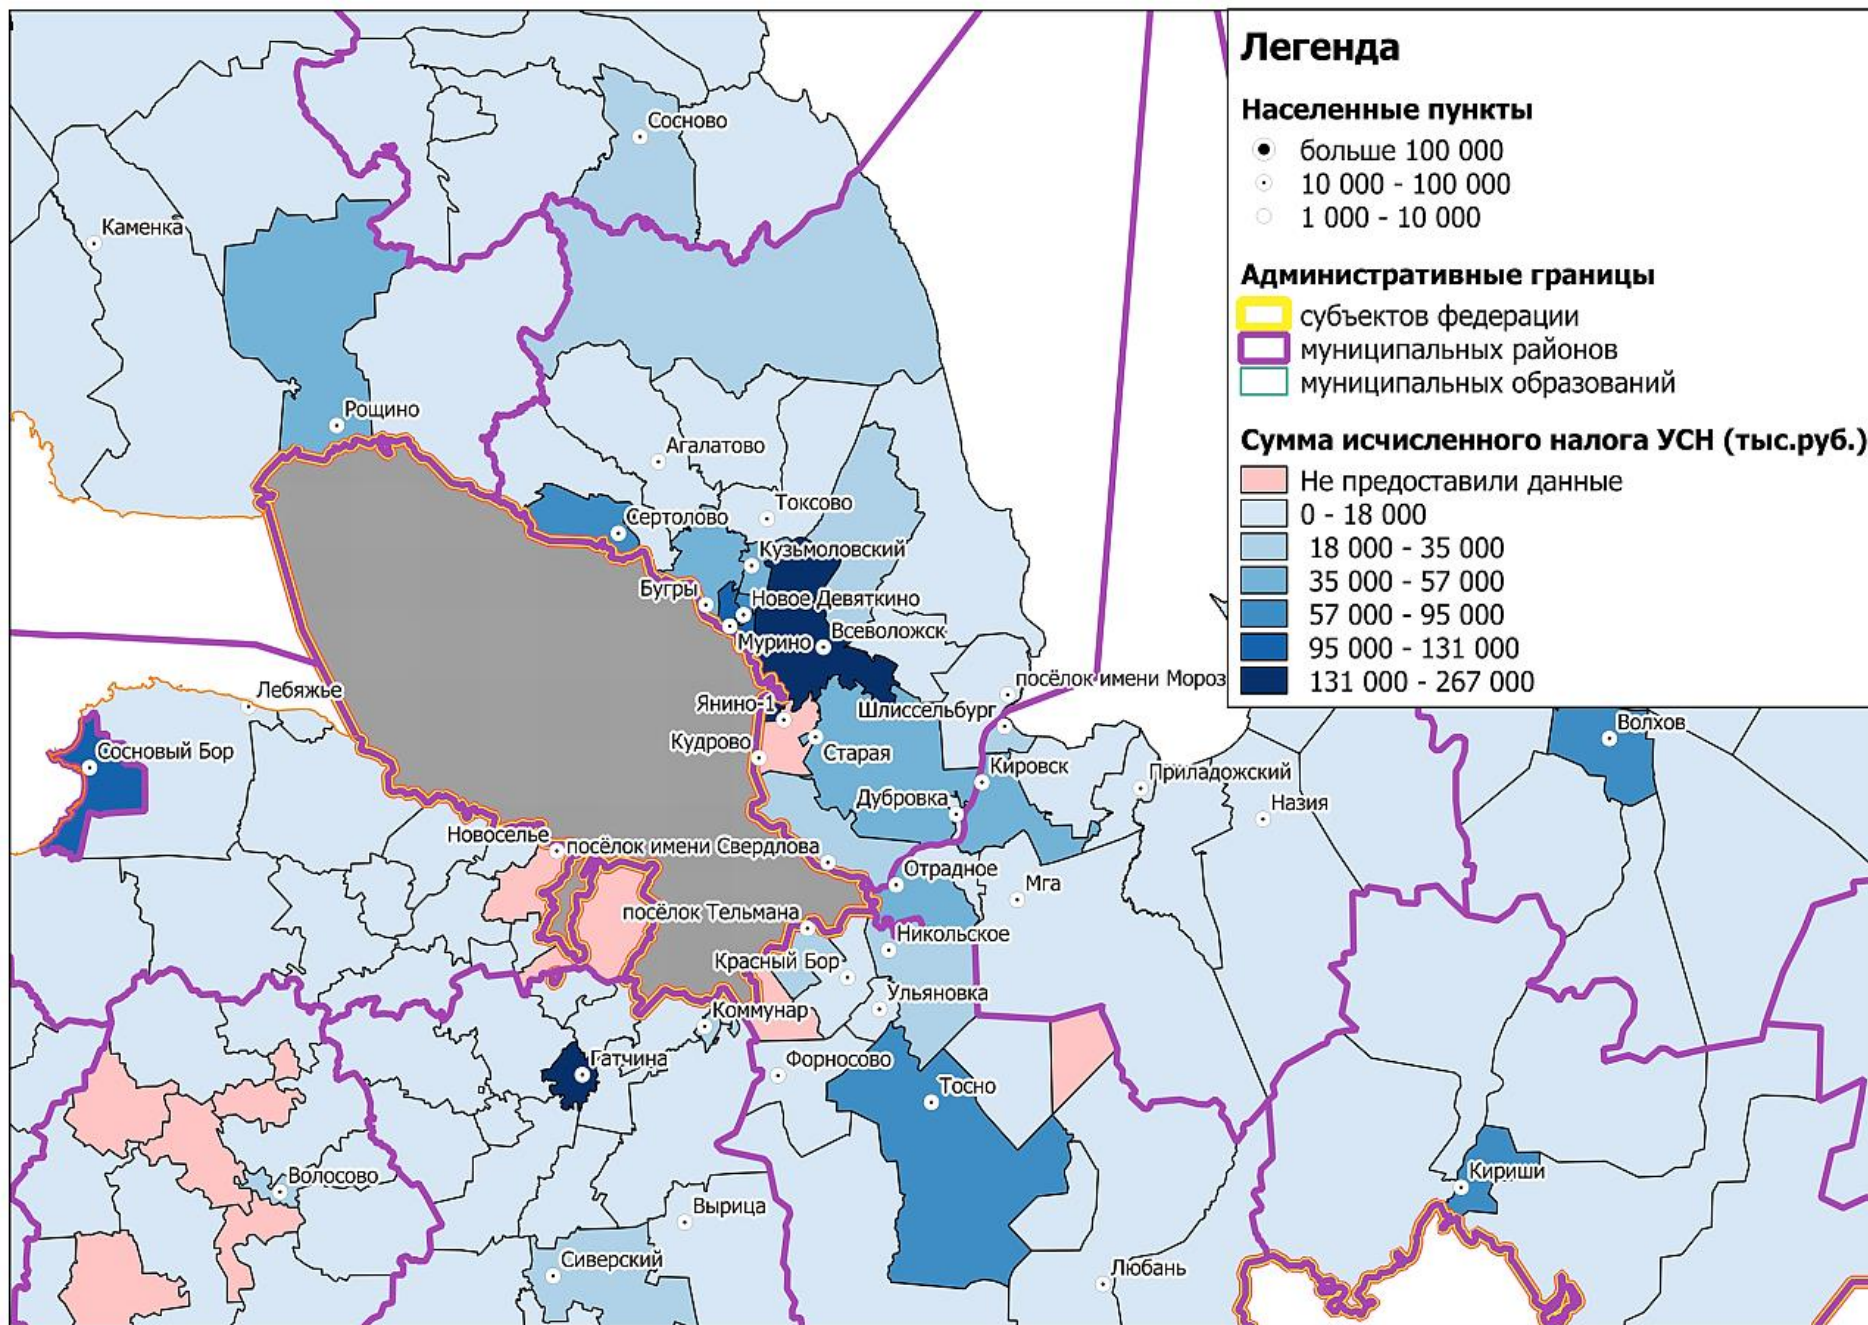 Легенда
Населенные пункты
больше 100 000
10 000 - 100 000
1 000 - 10 000
Административные границы
субъектов федерации
муниципальных районов
муниципальных образований
Сумма исчисленного налога УСН (тыс.руб.)
Не предоставили данные
0 - 18 000
18 000 - 35 000
35 000 - 57 000
57 000 - 95 000
95 000 - 131 000
131 000 - 267 000
Сосново
Каменка
Рощино
Агалатово
Токсово
Сертолово
Кузьмоловский
Бугры
Новое Девяткино
Мурино
Всеволожск
посёлок имени Мороз
Лебяжье
Янино-1
Шлиссельбург
Волхов
Сосновый Бор
Кудрово
Старая
Кировск
Приладожский
Дубровка
Назия
Новоселье
посёлок имени Свердлова
Отрадное
Мга
посёлок Тельмана
Никольское
Красный Бор
Ульяновка
Коммунар
Гатчина
Форносово
Тосно
Волосово
Кириши
Вырица
Сиверский
Любань